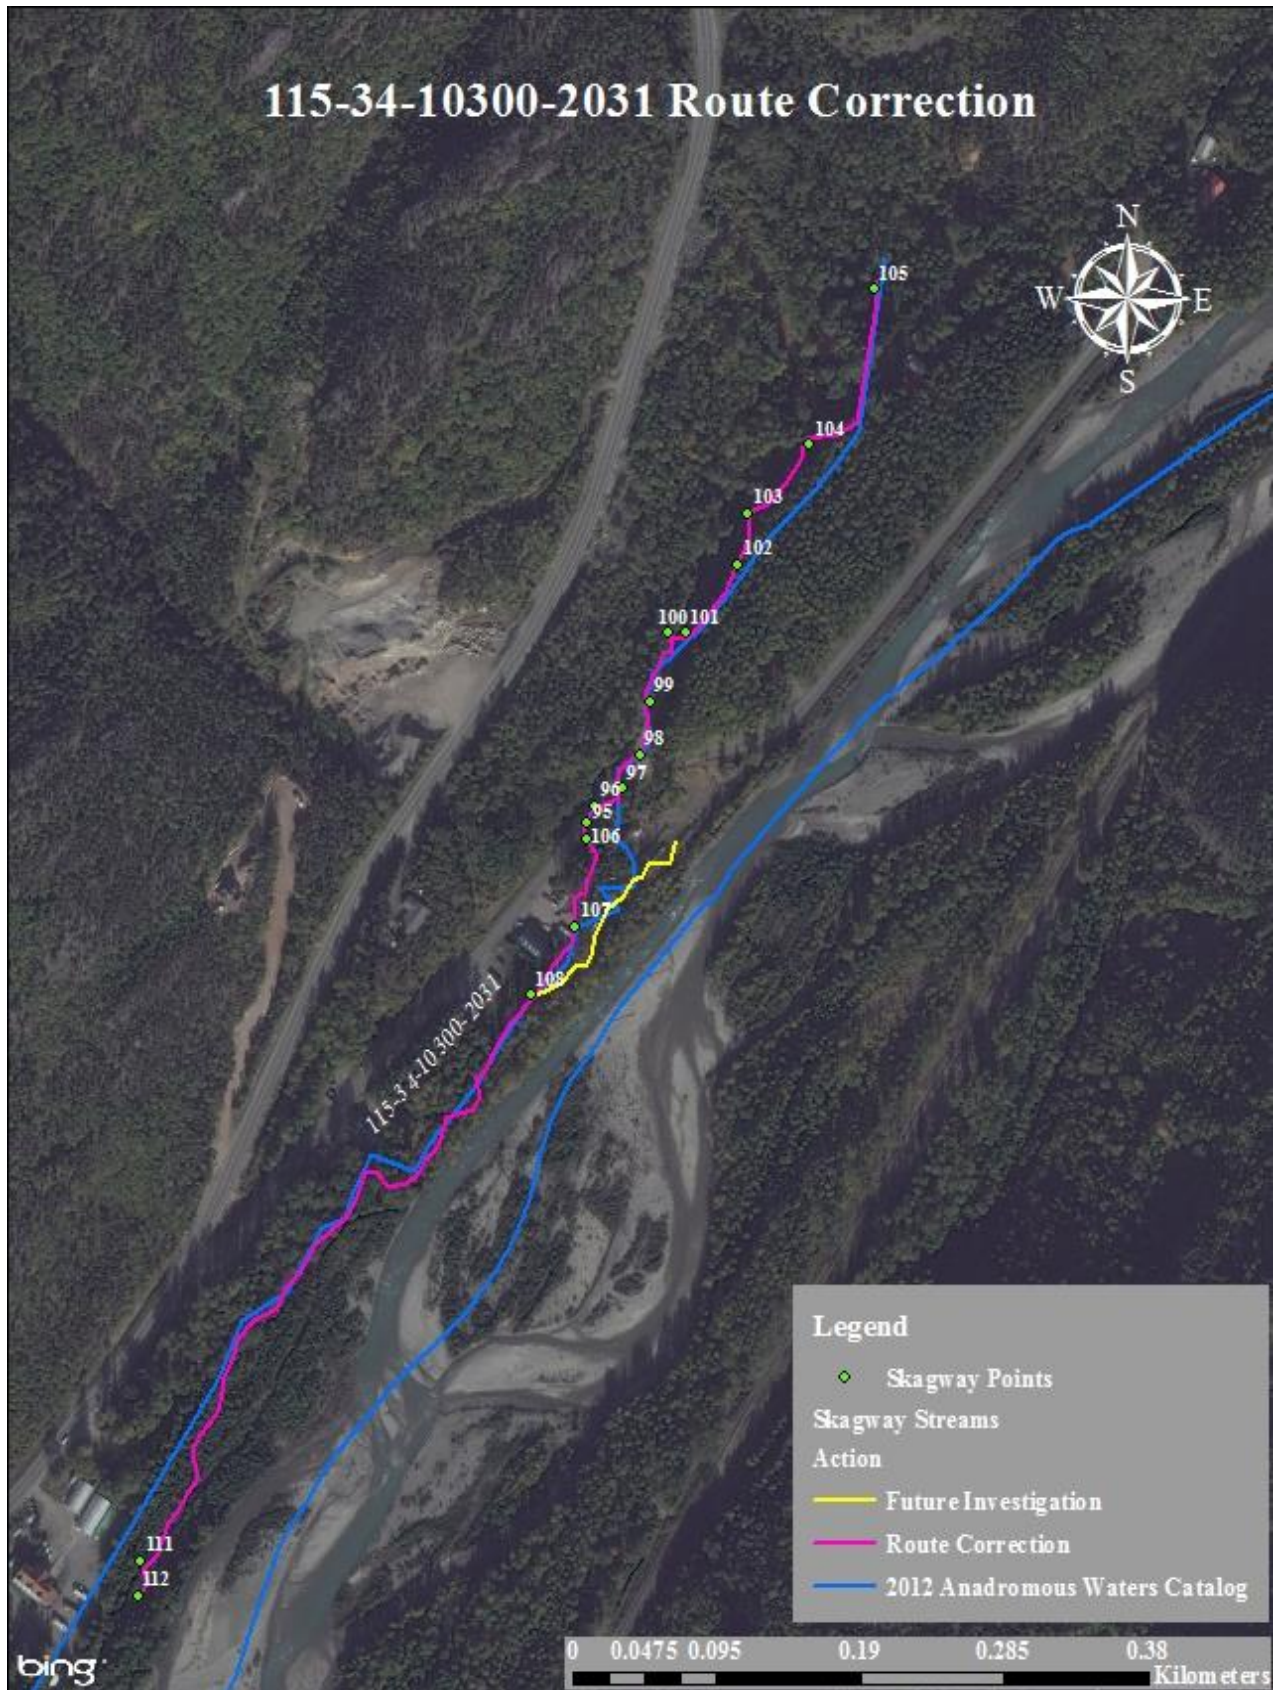 115-34-10300-2031 Route Correction
N
W E
S
105
104
103
102
100 101
99
98
97
96
95
106
107
108
115-34-10300-2031
111
112
Legend
Skagway Points
Skagway Streams
Action
Future Investigation
Route Correction
2012 Anadromous Waters Catalog
bing
0 0.0475 0.095 0.19 0.285 0.38
Kilometers